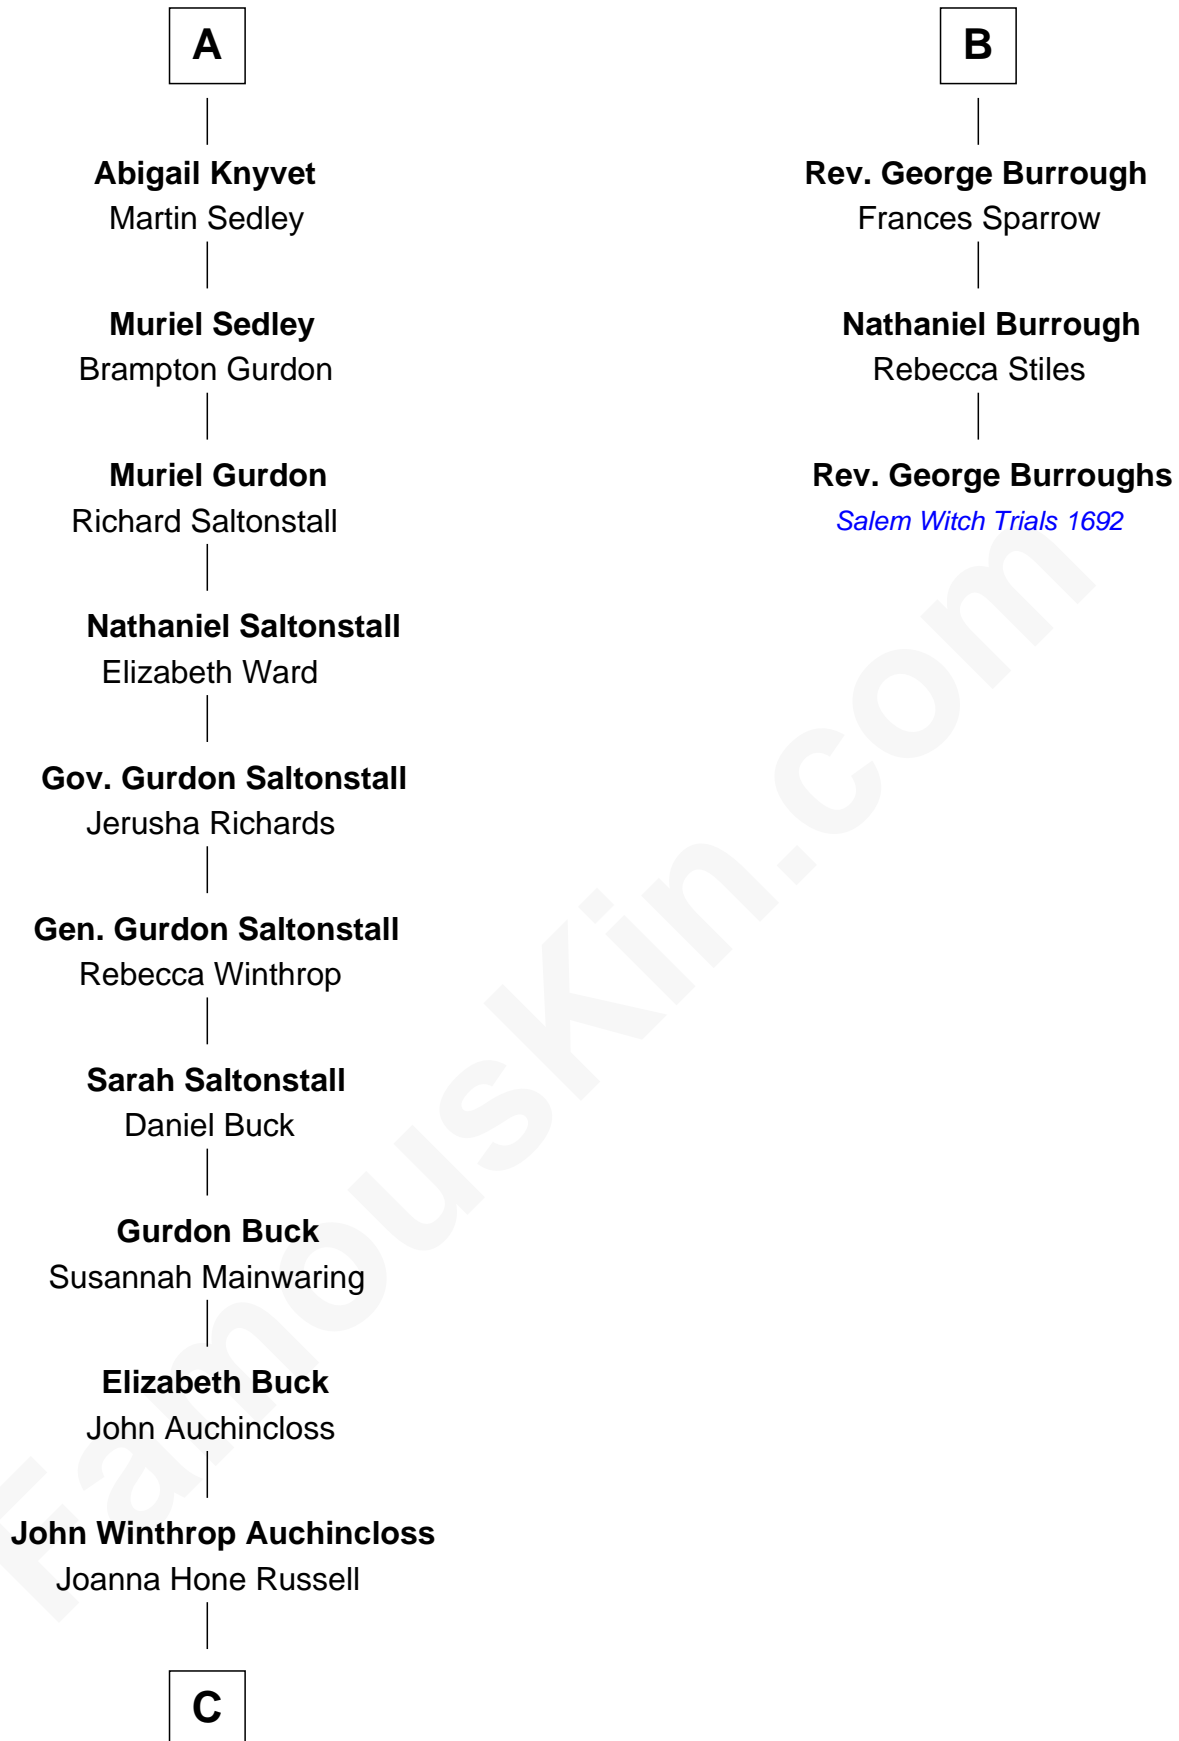 A
Abigail Knyvet
Martin Sedley
Muriel Sedley
Brampton Gurdon
Muriel Gurdon
Richard Saltonstall
Nathaniel Saltonstall
Elizabeth Ward
Gov. Gurdon Saltonstall
Jerusha Richards
Gen. Gurdon Saltonstall
Rebecca Winthrop
Sarah Saltonstall
Daniel Buck
Gurdon Buck
Susannah Mainwaring
Elizabeth Buck
John Auchincloss
John Winthrop Auchincloss
Joanna Hone Russell
C
B
Rev. George Burrough
Frances Sparrow
Nathaniel Burrough
Rebecca Stiles
Rev. George Burroughs
Salem Witch Trials 1692
FamousKin.com